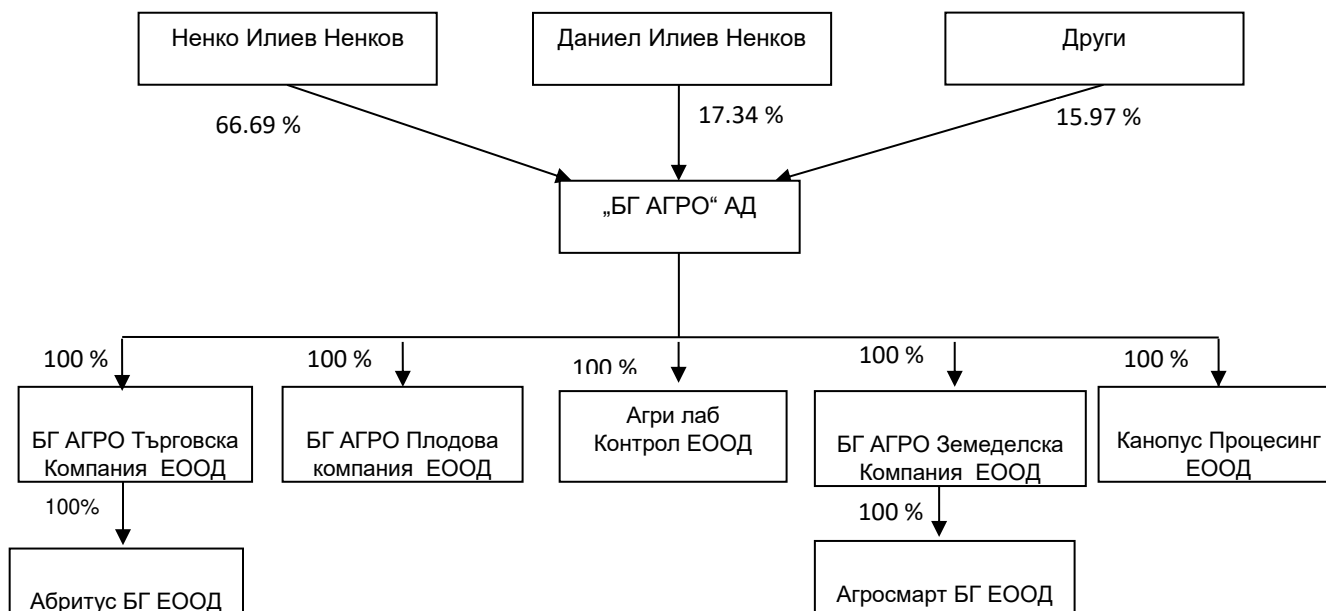 Ненко Илиев Ненков
Даниел Илиев Ненков
Други
66.69 %
17.34 %
15.97 %
„БГ АГРО“ АД
100 %
100 %
100 %
100 %
100 %
БГ АГРО Търговска
Компания ЕООД
БГ АГРО Плодова
компания ЕООД
Агри лаб
Контрол ЕООД
БГ АГРО Земеделска
Компания ЕООД
Канопус Процесинг
ЕООД
100%
100 %
Абритус БГ ЕООД
Агросмарт БГ ЕООД